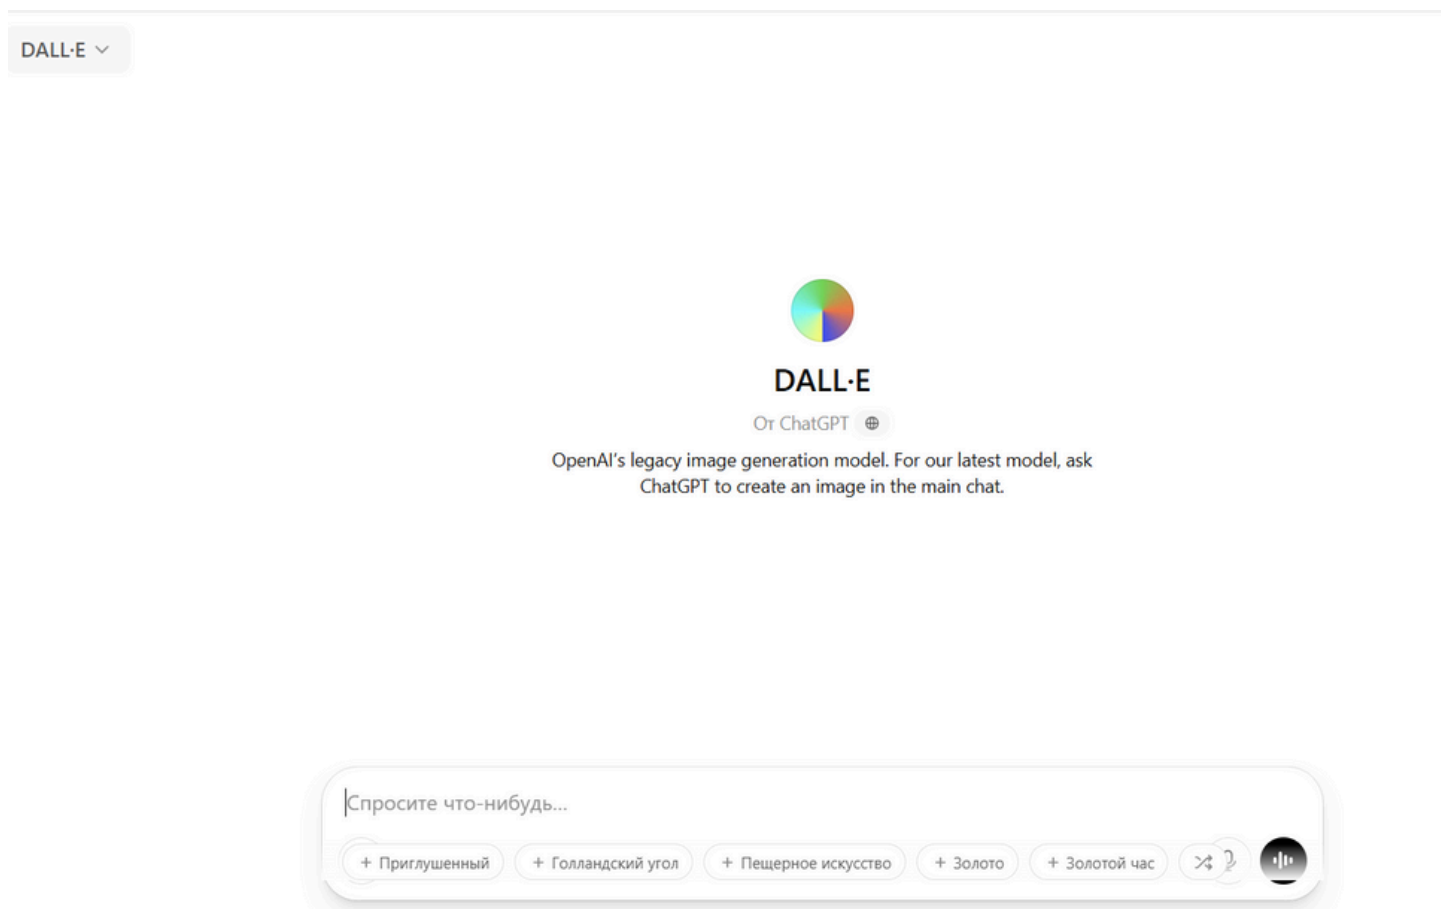 DALL·E
DALL·E
От ChatGPT
OpenAI's legacy image generation model. For our latest model, ask
ChatGPT to create an image in the main chat.
Спросите что-нибудь...
+ Приглушенный + Голландский угол + Пещерное искусство + Золото + Золотой час